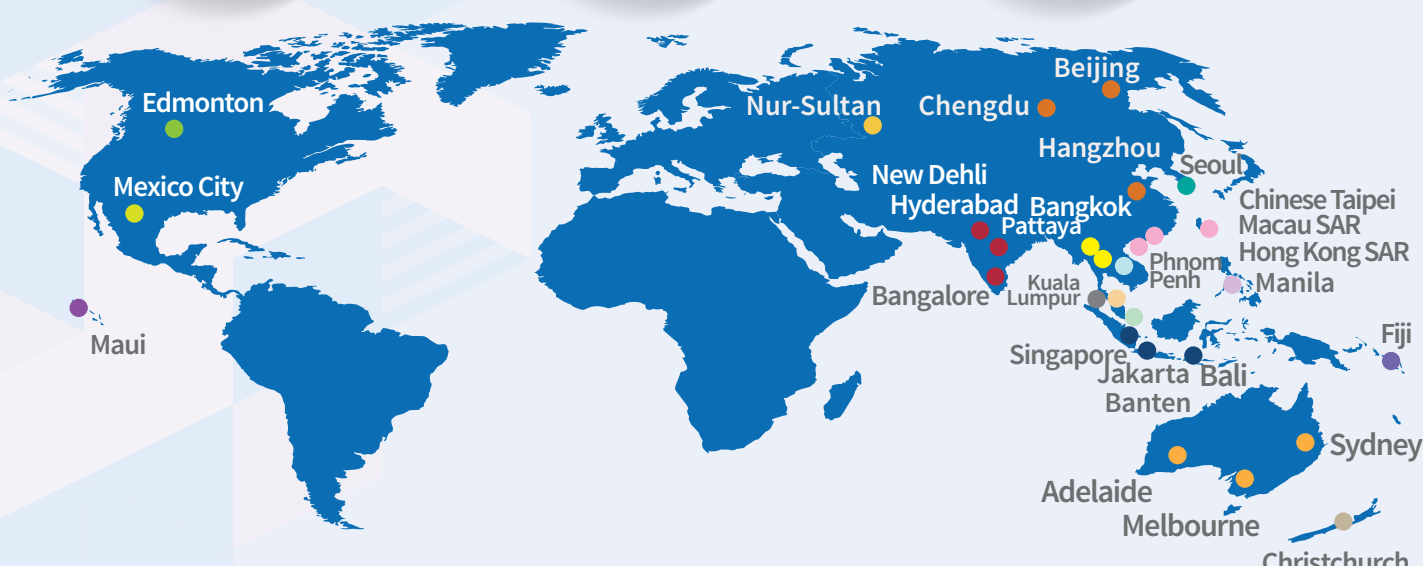 Beijing
Edmonton
Nur-Sultan
Chengdu
Hangzhou
Seoul
New Dehli
Mexico City
Chinese Taipei
Hyderabad
Bangkok
Pattaya
Macau SAR
Hong Kong SAR
Phnom
Penh
Kuala
Lumpur
Manila
Bangalore
Maui
Fiji
Singapore
Jakarta
Bali
Banten
Sydney
Adelaide
Melbourne
Christchurch